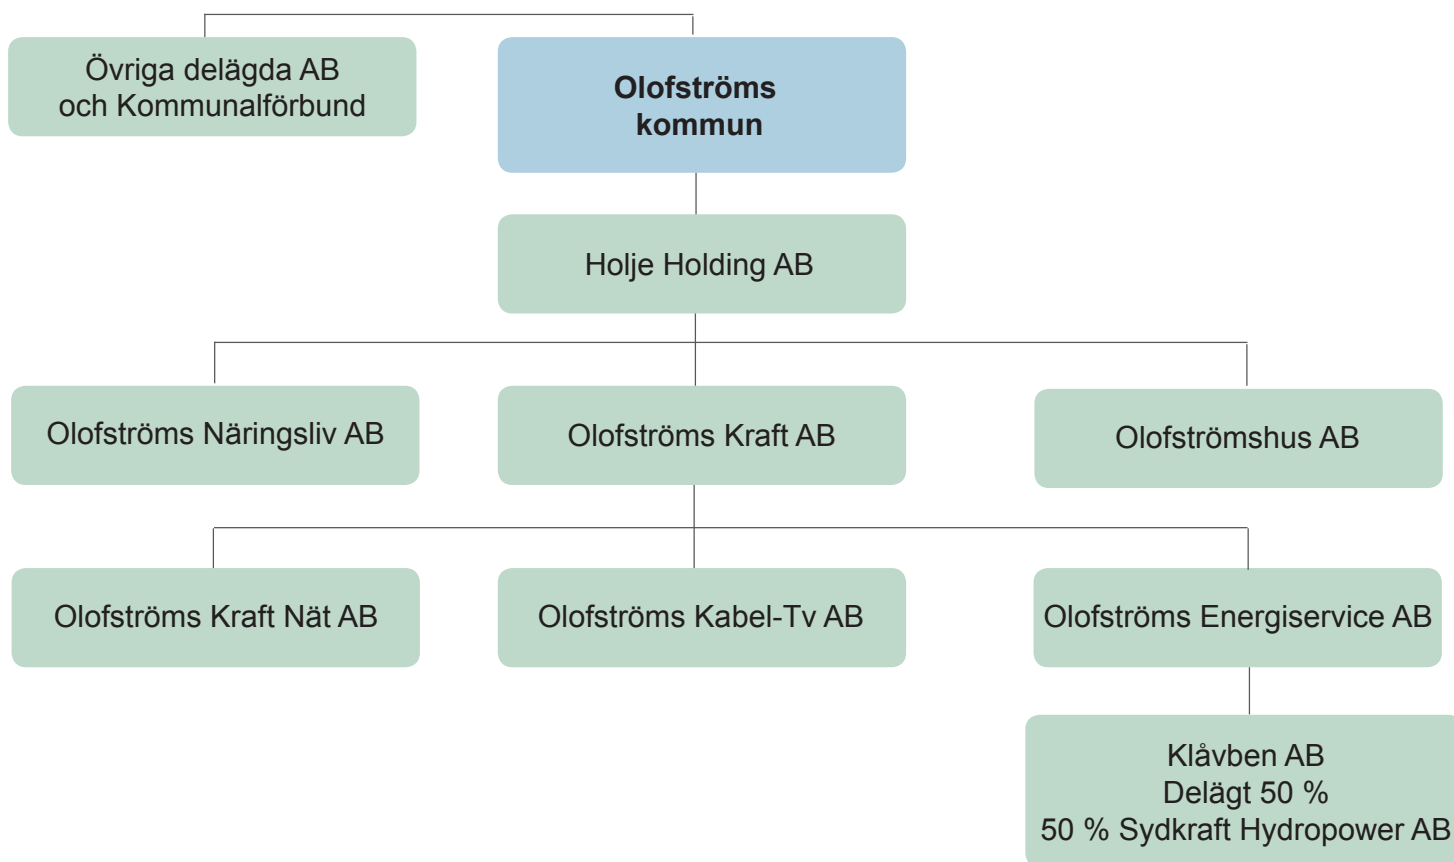 Övriga delägda AB
och Kommunalförbund
Olofströms
kommun
Holje Holding AB
Olofströms Näringsliv AB
Olofströms Kraft AB
Olofströmshus AB
Olofströms Kraft Nät AB
Olofströms Kabel-Tv AB
Olofströms Energiservice AB
Klåvben AB
Delägt 50 %
50 % Sydkraft Hydropower AB